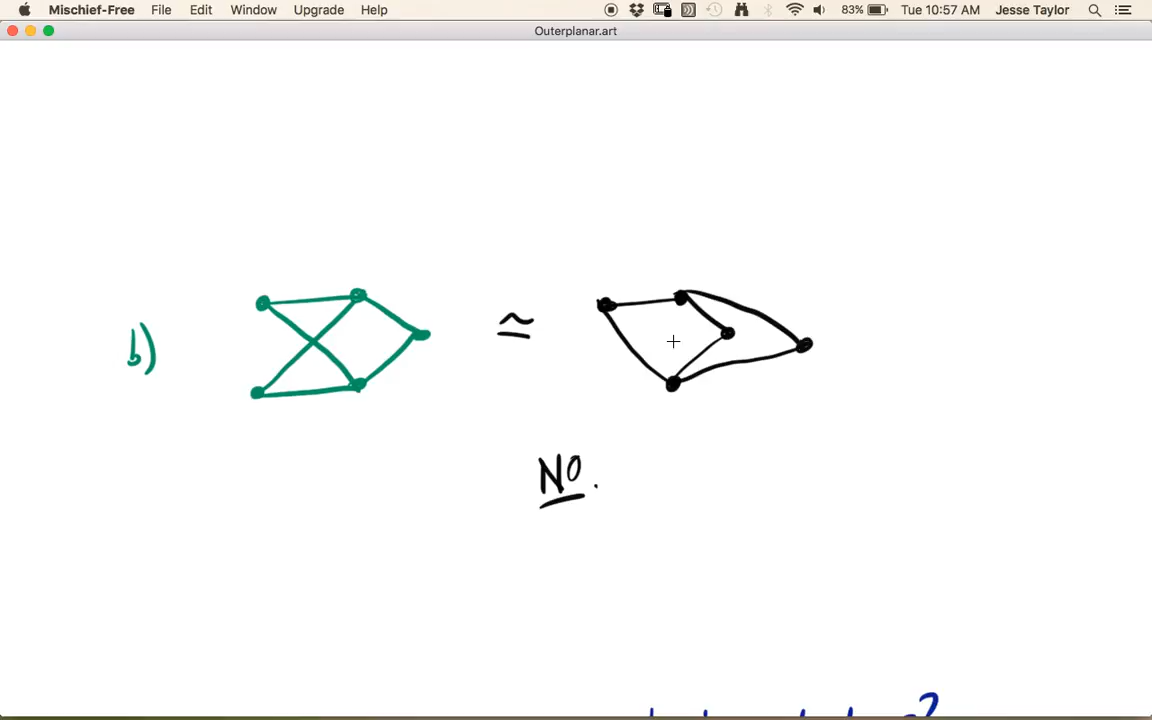 Mischief-Free File Edit Window Upgrade Help 83% Tue 10:57 AM Jesse Taylor
Outerplanar.art
b) ≃
NO.
?